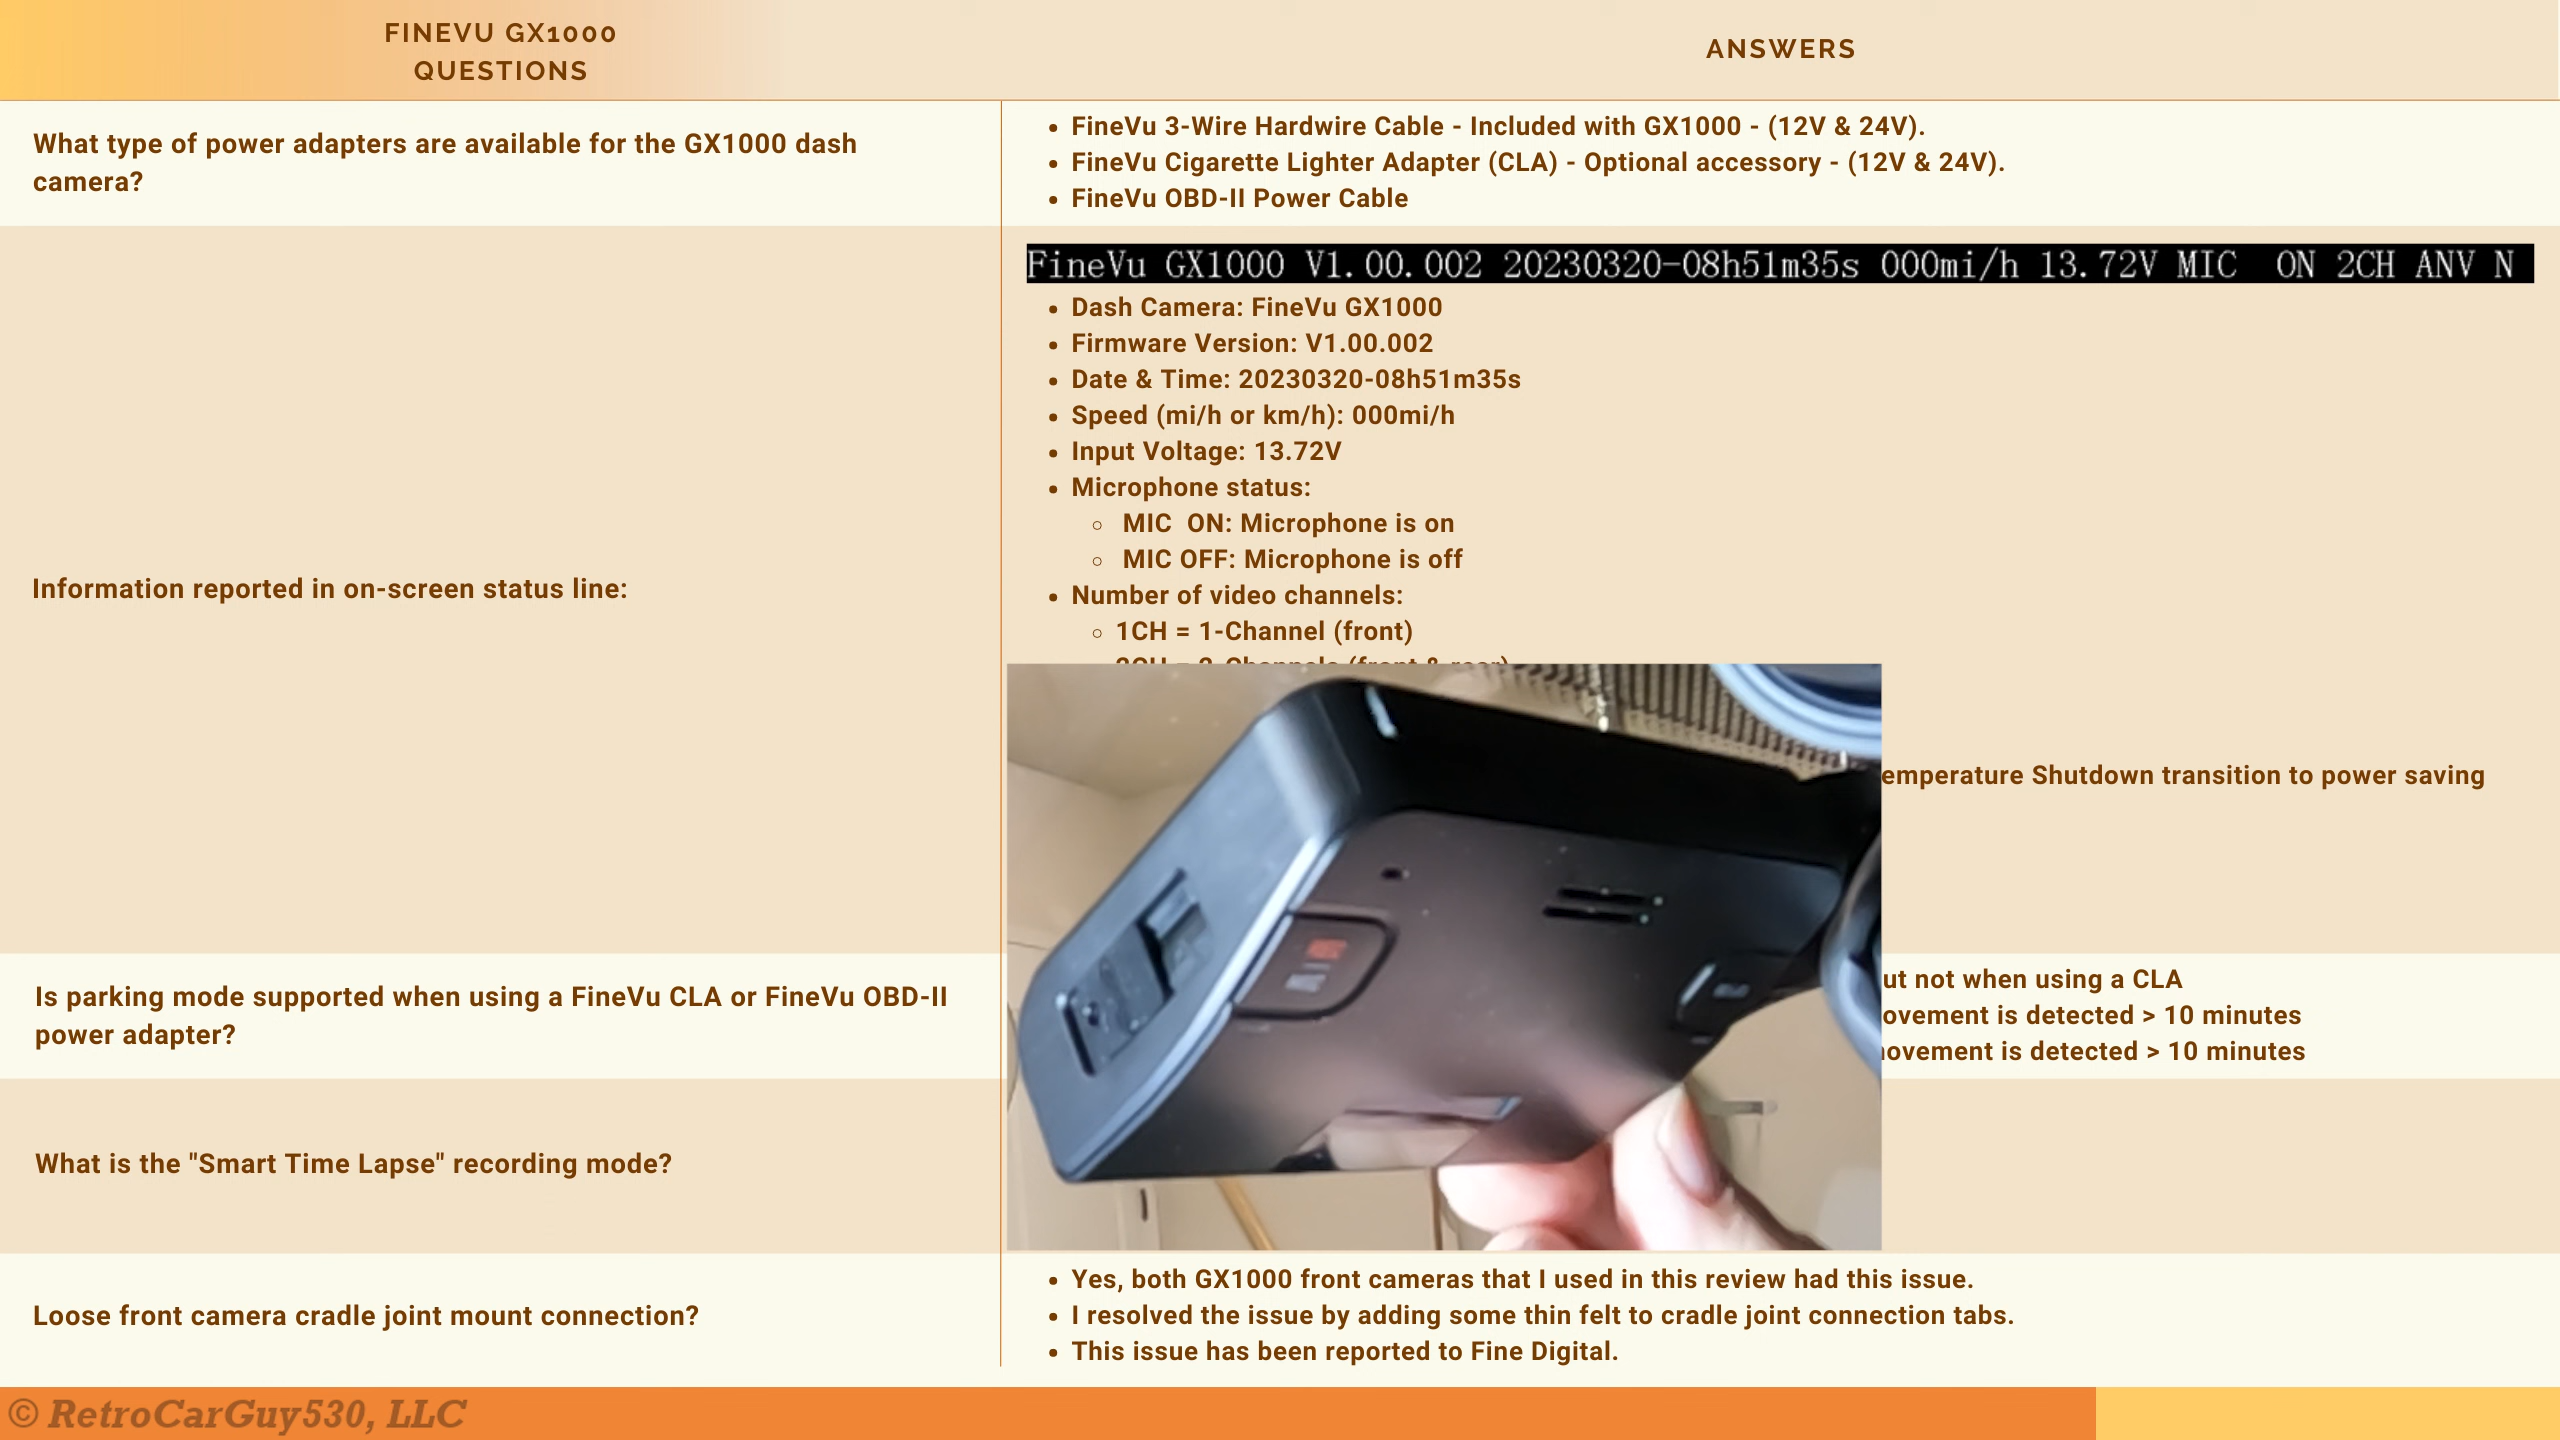 FINEVU GX1000
QUESTIONS
ANSWERS
What type of power adapters are available for the GX1000 dash
camera?
FineVu 3-Wire Hardwire Cable - Included with GX1000 - (12V & 24V).
FineVu Cigarette Lighter Adapter (CLA) - Optional accessory - (12V & 24V).
FineVu OBD-II Power Cable
Information reported in on-screen status line:
FineVu GX1000 V1.00.002 20230320-08h51m35s 000mi/h 13.72V MIC  ON 2CH ANV N
Dash Camera: FineVu GX1000
Firmware Version: V1.00.002
Date & Time: 20230320-08h51m35s
Speed (mi/h or km/h): 000mi/h
Input Voltage: 13.72V
Microphone status:
MIC  ON: Microphone is on
MIC OFF: Microphone is off
Number of video channels:
1CH = 1-Channel (front)
2CH = 2-Channels (front & rear)
emperature Shutdown transition to power saving
Is parking mode supported when using a FineVu CLA or FineVu OBD-II
power adapter?
ut not when using a CLA
ovement is detected > 10 minutes
ovement is detected > 10 minutes
What is the "Smart Time Lapse" recording mode?
Loose front camera cradle joint mount connection?
Yes, both GX1000 front cameras that I used in this review had this issue.
I resolved the issue by adding some thin felt to cradle joint connection tabs.
This issue has been reported to Fine Digital.
© RetroCarGuy530, LLC